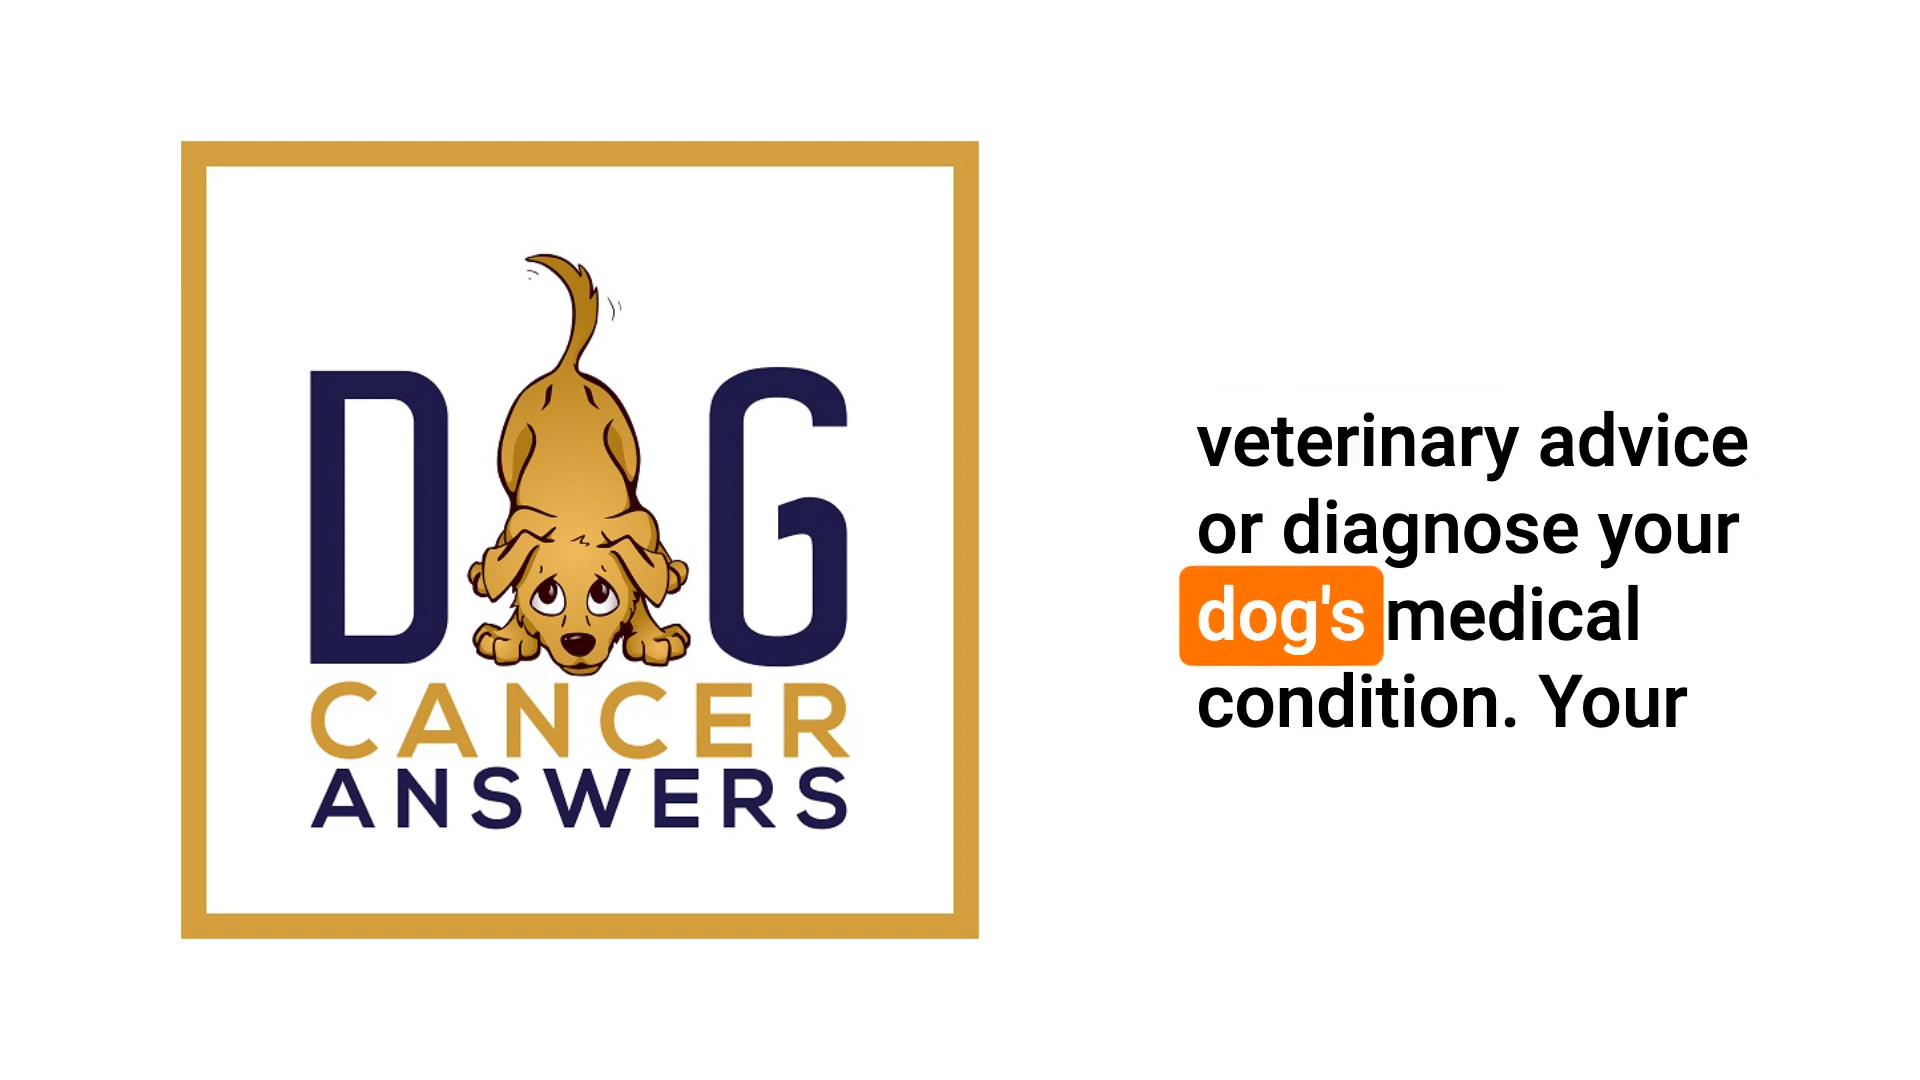 DOG
CANCER
ANSWERS
veterinary advice
or diagnose your
dog's medical
condition. Your